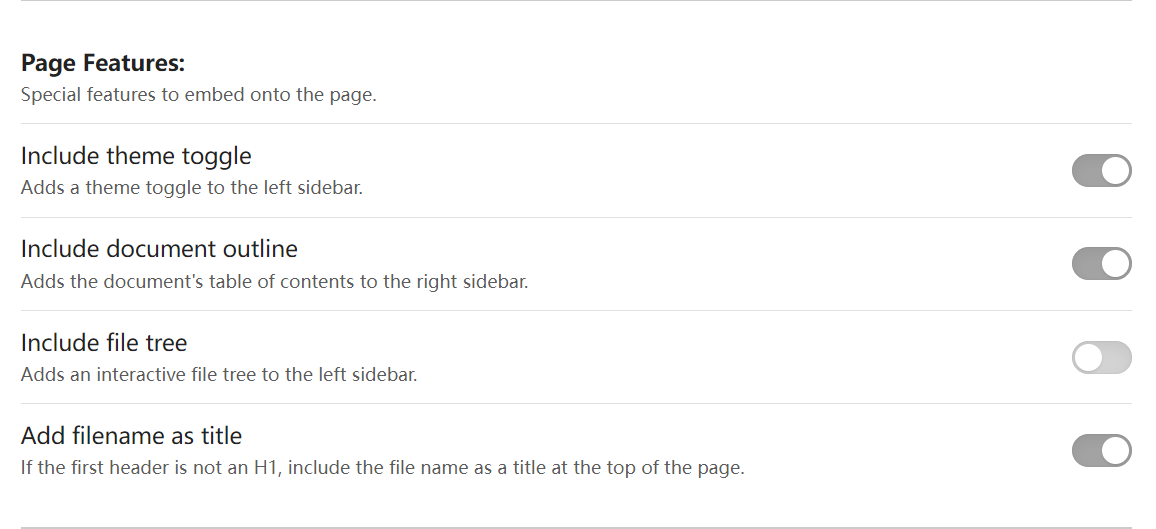 Page Features:
Special features to embed onto the page.
Include theme toggle
Adds a theme toggle to the left sidebar.
Include document outline
Adds the document's table of contents to the right sidebar.
Include file tree
Adds an interactive file tree to the left sidebar.
Add filename as title
If the first header is not an H1, include the file name as a title at the top of the page.